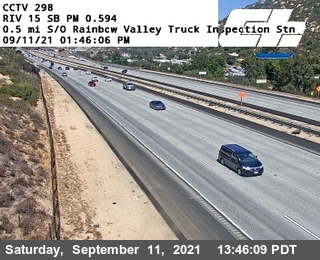 CCTV 298
RIV 15 SB PM 0.594
0.5 mi S/O Rainbow Valley Truck Inspection Stn
09/11/21 01:46:06 PM
Saturday, September 11, 2021 13:46:09 PDT